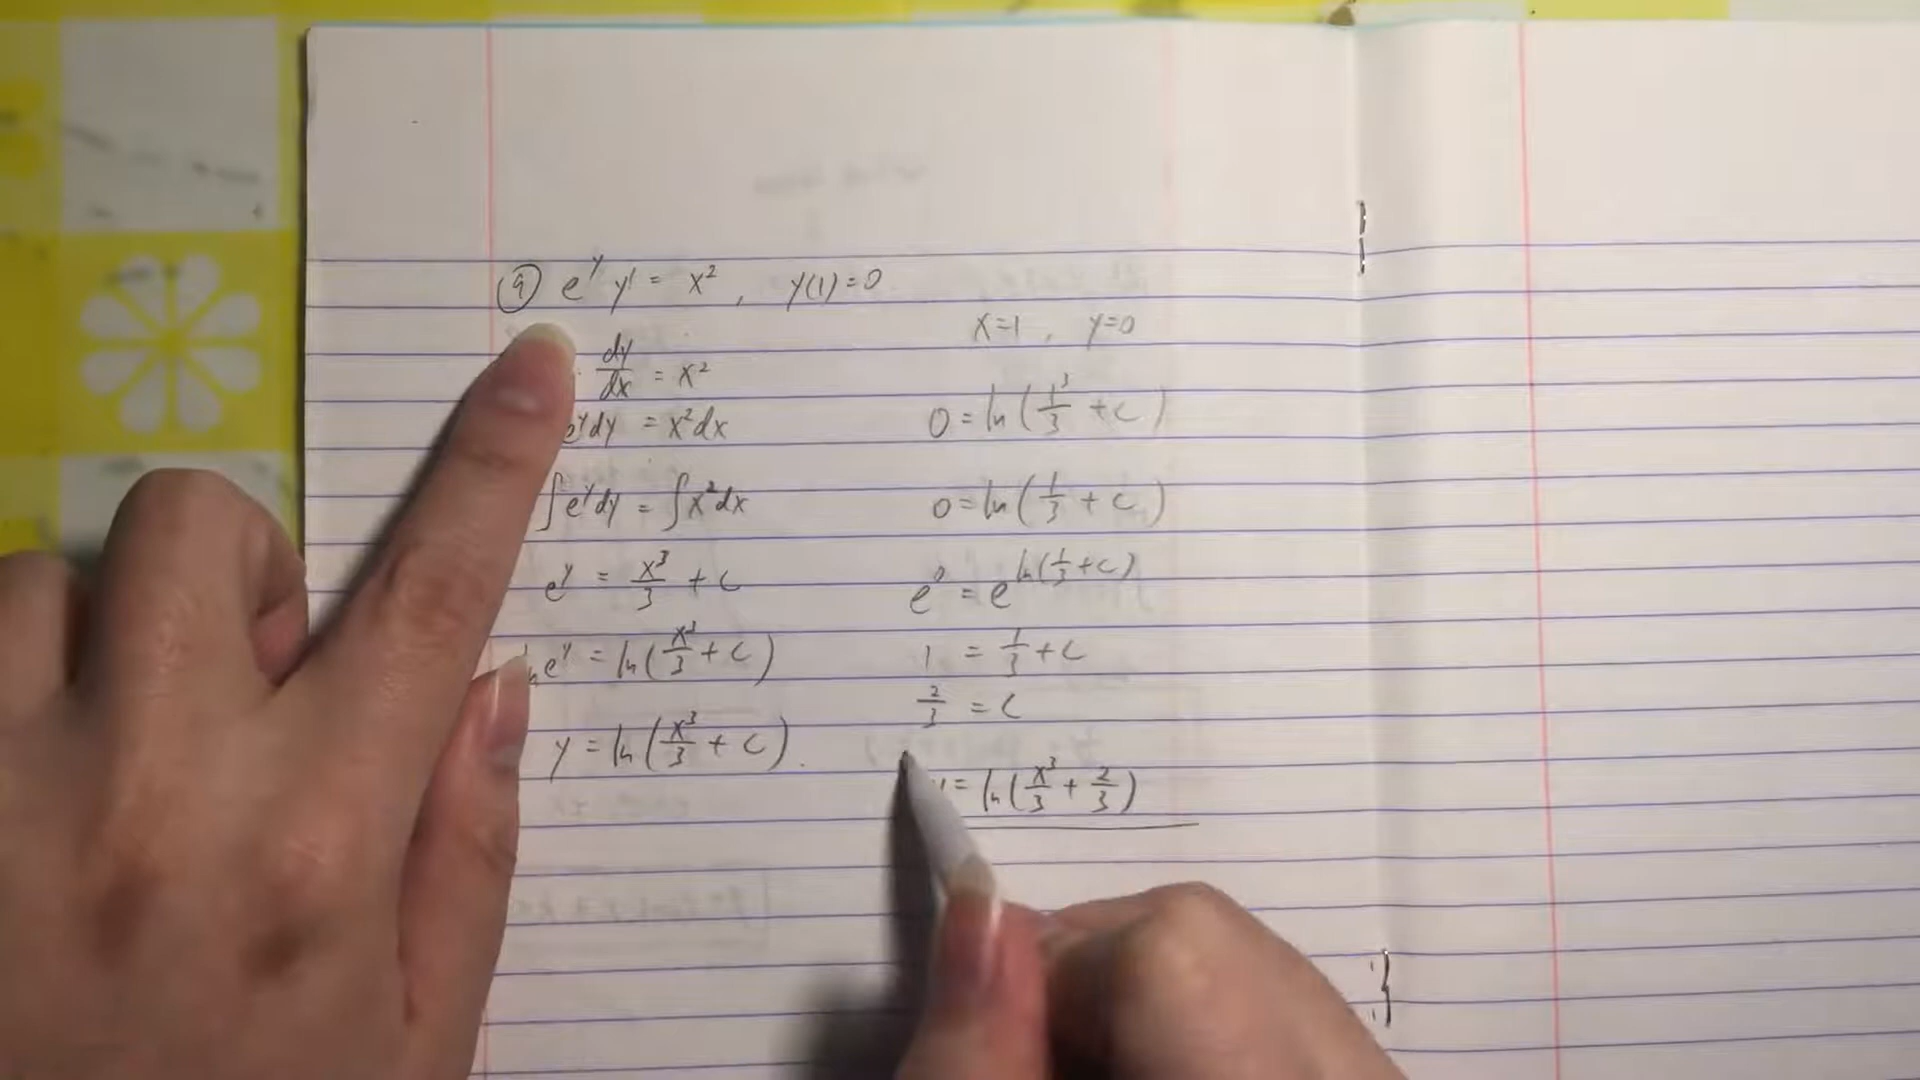 (9) e^y y' = x², y(1)=0
dy/dx = x²
e^y dy = x²dx
∫e^y dy = ∫x²dx
e^y = x³/3 + c
ln e^y = ln(x³/3 + c)
y = ln(x³/3 + c).
x=1, y=0
0 = ln(1³/3 + c)
0 = ln(1/3 + c)
e^0 = e^ln(1/3 + c)
1 = 1/3 + c
2/3 = c
= ln(x³/3 + 2/3)